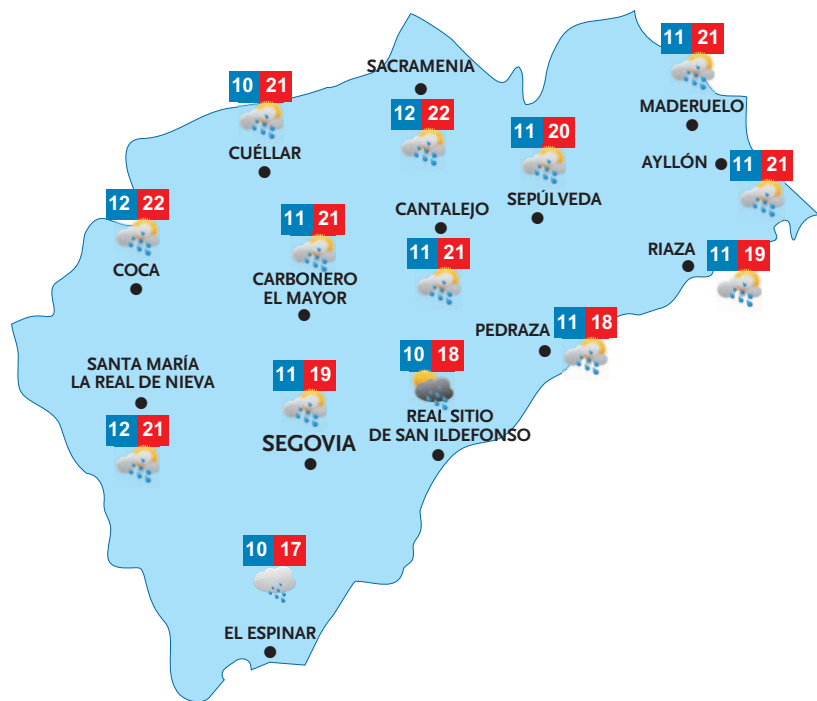 11 21
MADERUELO
SACRAMENIA
12 22
10 21
CUÉLLAR
11 20
SEPÚLVEDA
AYLLÓN
11 21
12 22
COCA
11 21
CARBONERO
EL MAYOR
CANTALEJO
11 21
RIAZA
11 19
PEDRAZA
11 18
SANTA MARÍA
LA REAL DE NIEVA
12 21
11 19
SEGOVIA
10 18
REAL SITIO
DE SAN ILDEFONSO
10 17
EL ESPINAR